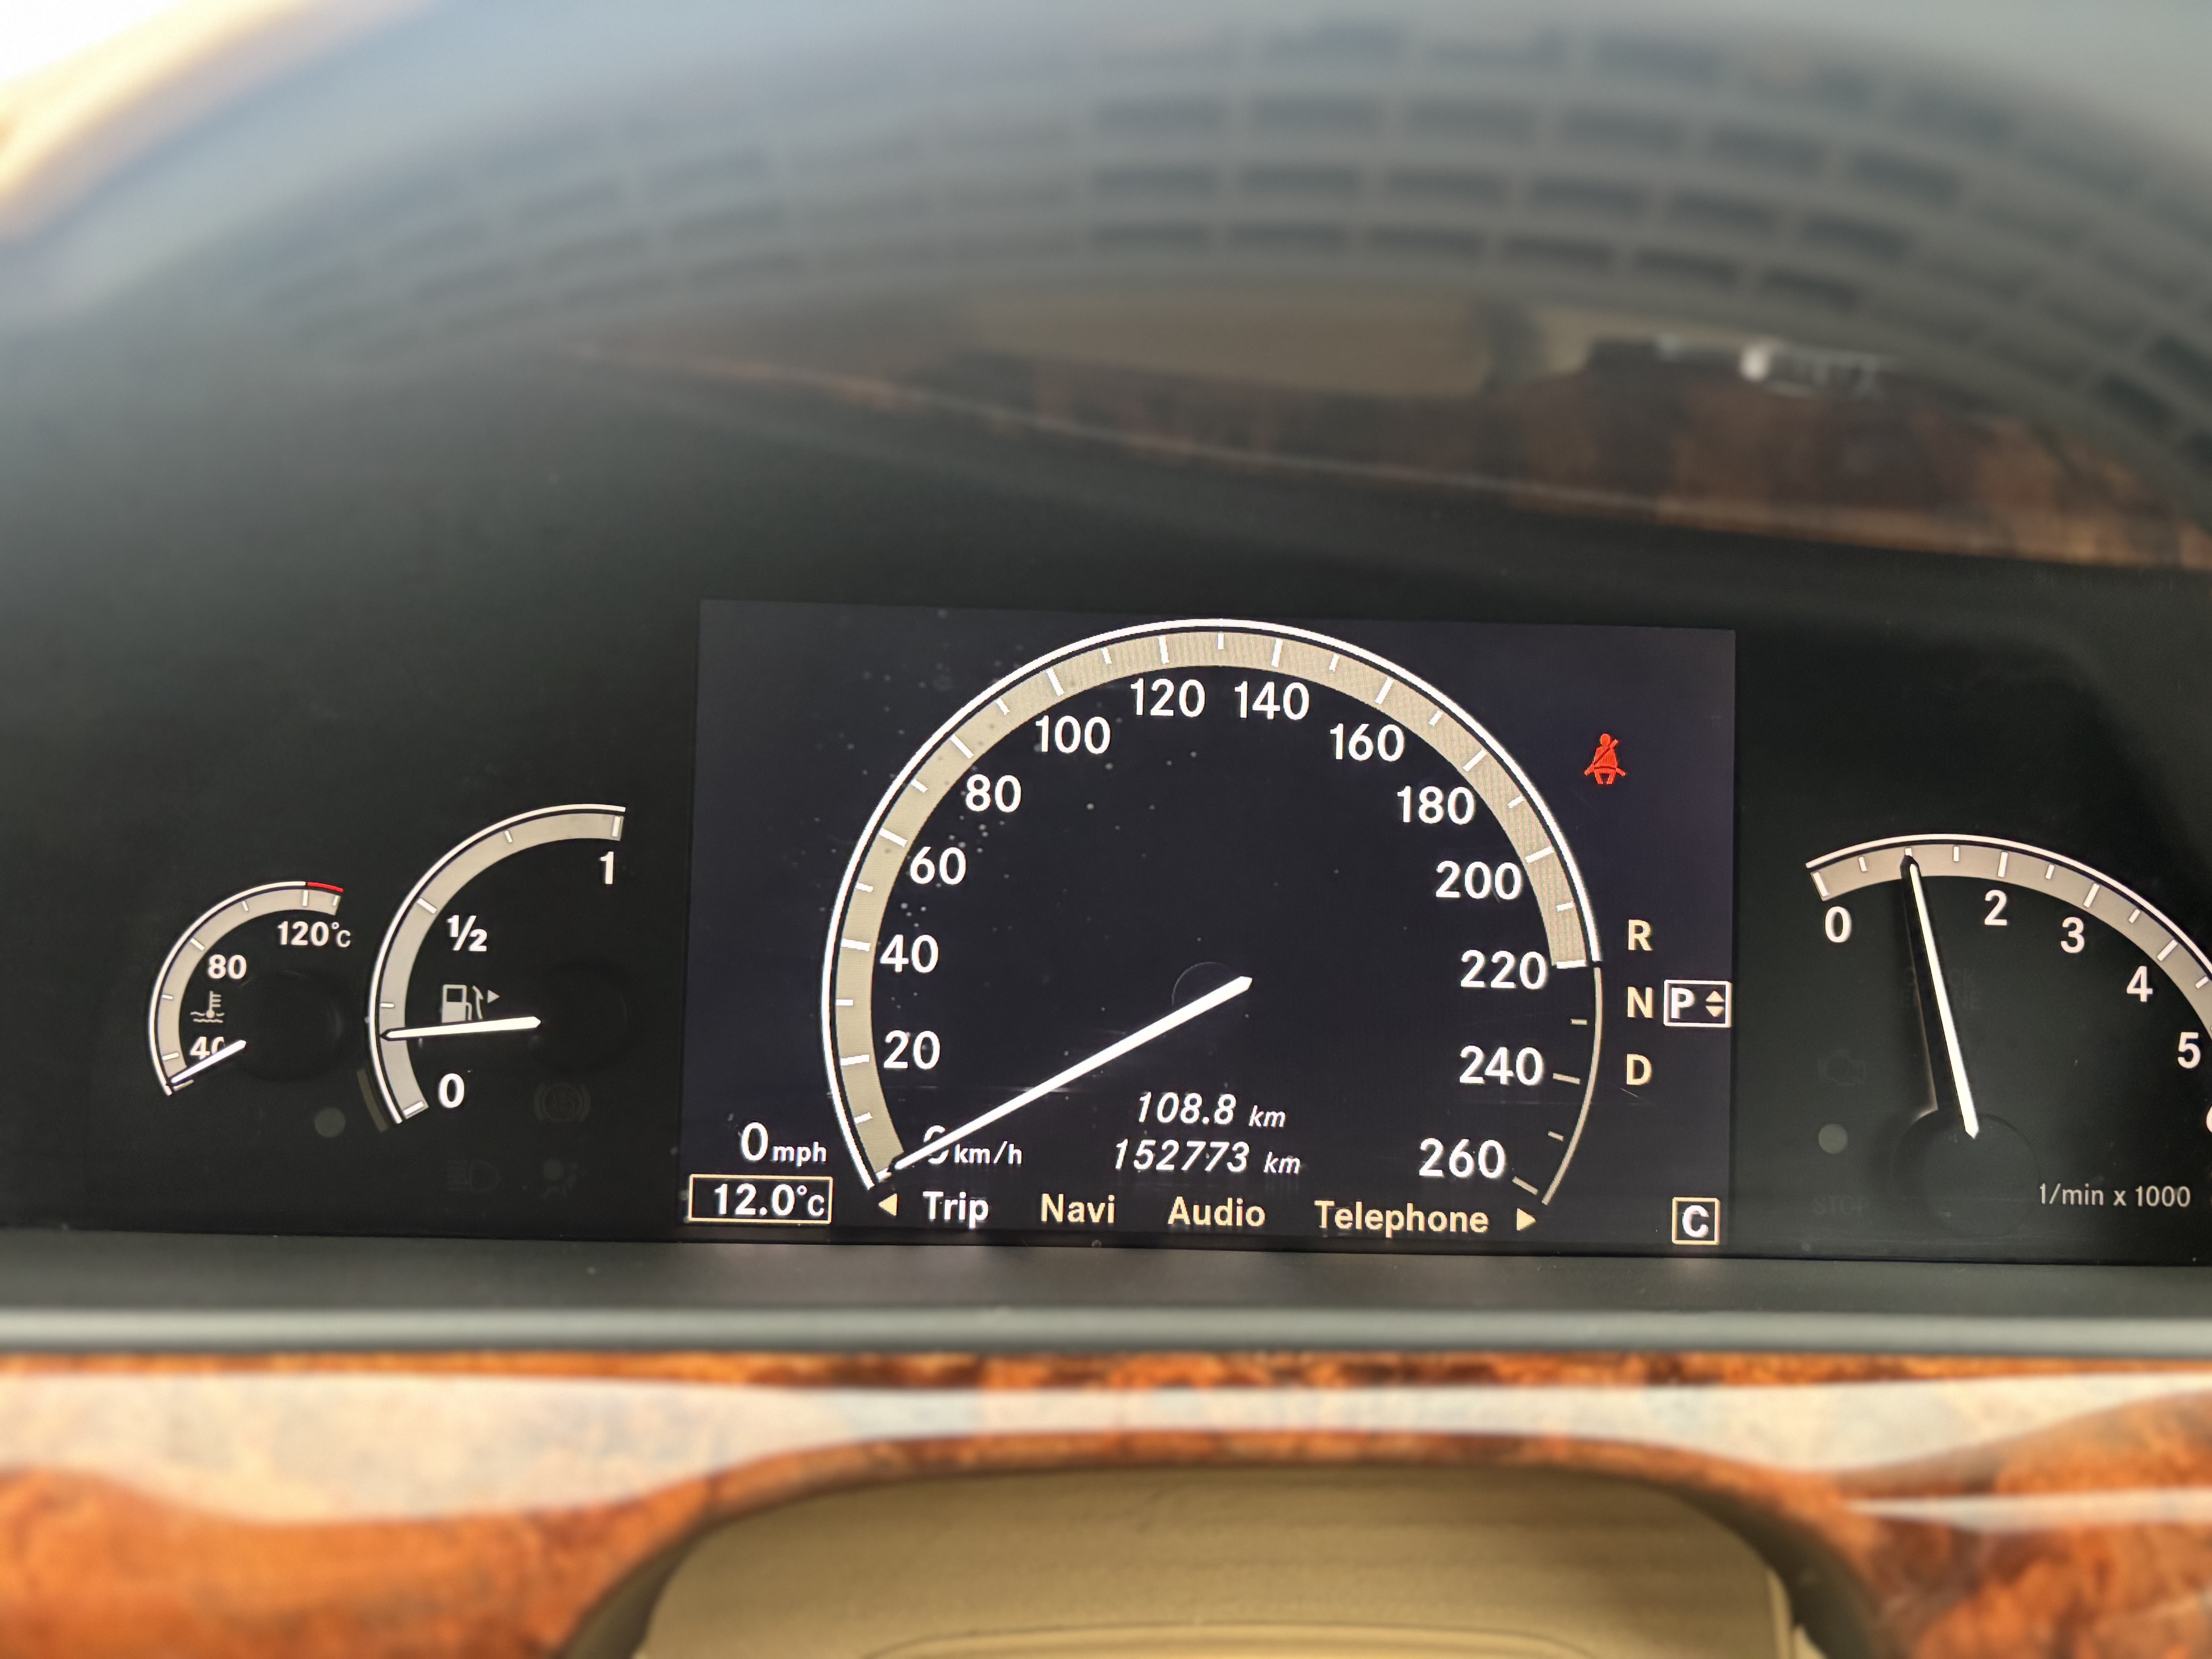 120°C
80
40
1
½
0
120 140
100 160
80 180
60 200
40 220
20 240
260
0 mph
km/h
108.8 km
152773 km
12.0°C
Trip Navi Audio Telephone
R
N P
D
C
0
2
3
4
5
1/min x 1000